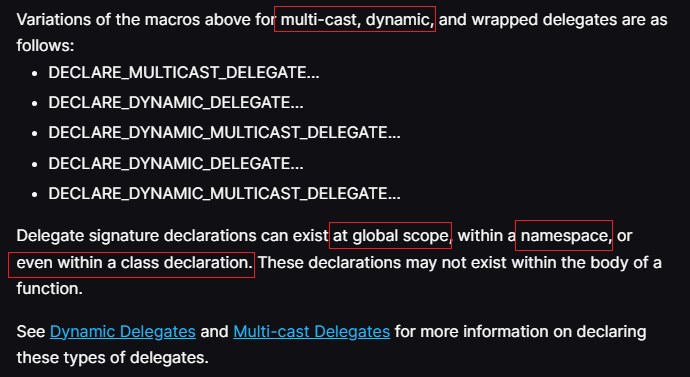 Variations of the macros above for multi-cast, dynamic, and wrapped delegates are as
follows:
• DECLARE_MULTICAST_DELEGATE...
• DECLARE_DYNAMIC_DELEGATE...
• DECLARE_DYNAMIC_MULTICAST_DELEGATE...
• DECLARE_DYNAMIC_DELEGATE...
• DECLARE_DYNAMIC_MULTICAST_DELEGATE...
Delegate signature declarations can exist at global scope, within a namespace, or
even within a class declaration. These declarations may not exist within the body of a
function.
See Dynamic Delegates and Multi-cast Delegates for more information on declaring
these types of delegates.